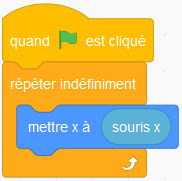 quand est cliqué
répéter indéfiniment
mettre x à souris x